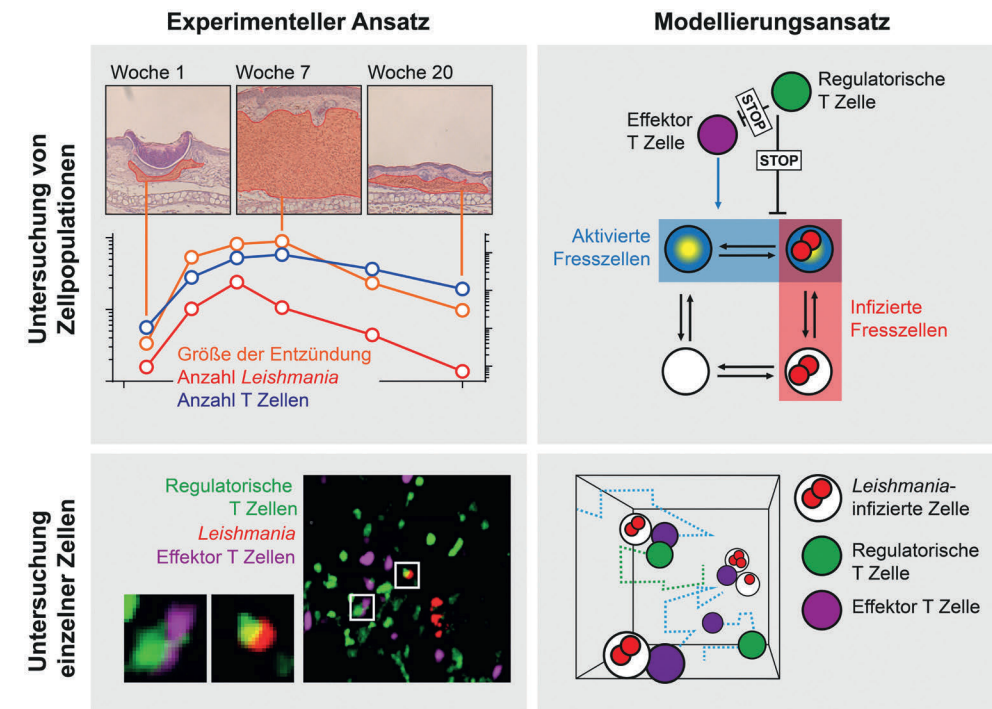 Experimenteller Ansatz
Modellierungsansatz
Untersuchung von
Zellpopulationen
Woche 1
Woche 7
Woche 20
Größe der Entzündung
Anzahl Leishmania
Anzahl T Zellen
Regulatorische
T Zelle
STOP
Effektor
T Zelle
STOP
Aktivierte
Fresszellen
Infizierte
Fresszellen
Untersuchung
einzelner Zellen
Regulatorische
T Zellen
Leishmania
Effektor T Zellen
Leishmania-
infizierte Zelle
Regulatorische
T Zelle
Effektor T Zelle